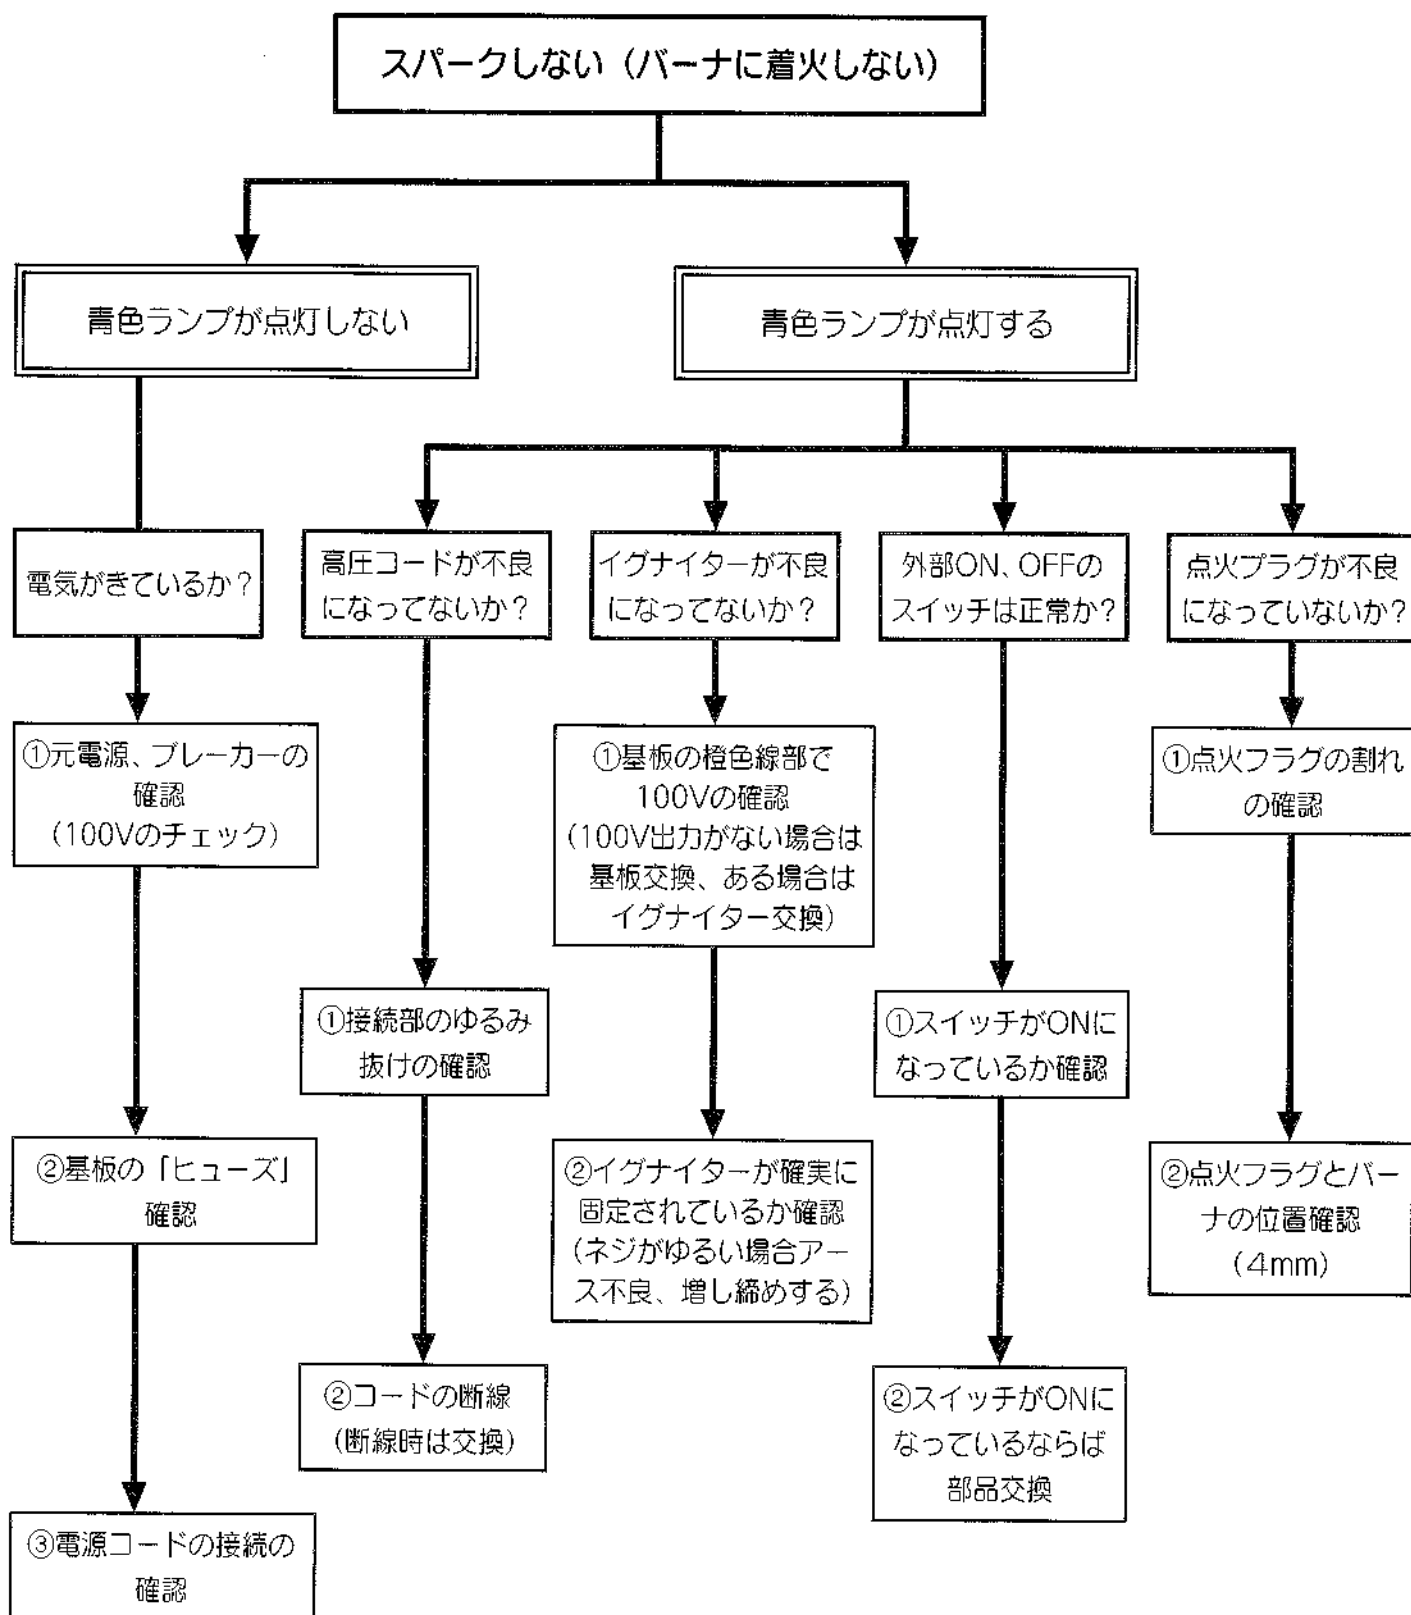 スパークしない（バーナに着火しない）
青色ランプが点灯しない
青色ランプが点灯する
電気がきているか？
高圧コードが不良
になってないか？
イグナイターが不良
になってないか？
外部ON、OFFの
スイッチは正常か？
点火プラグが不良
になっていないか？
①元電源、ブレーカーの
確認
（100Vのチェック）
①基板の橙色線部で
100Vの確認
（100V出力がない場合は
基板交換、ある場合は
イグナイター交換）
①点火フラグの割れ
の確認
①接続部のゆるみ
抜けの確認
①スイッチがONに
なっているか確認
②基板の「ヒューズ」
確認
②イグナイターが確実に
固定されているか確認
（ネジがゆるい場合アー
ス不良、増し締めする）
②点火フラグとバー
ナの位置確認
（4mm）
②コードの断線
（断線時は交換）
②スイッチがONに
なっているならば
部品交換
③電源コードの接続の
確認